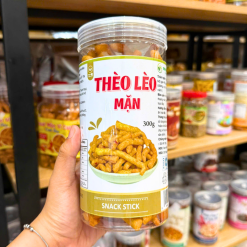 THÈO LÈO
MẶN
300g
SNACK STICK